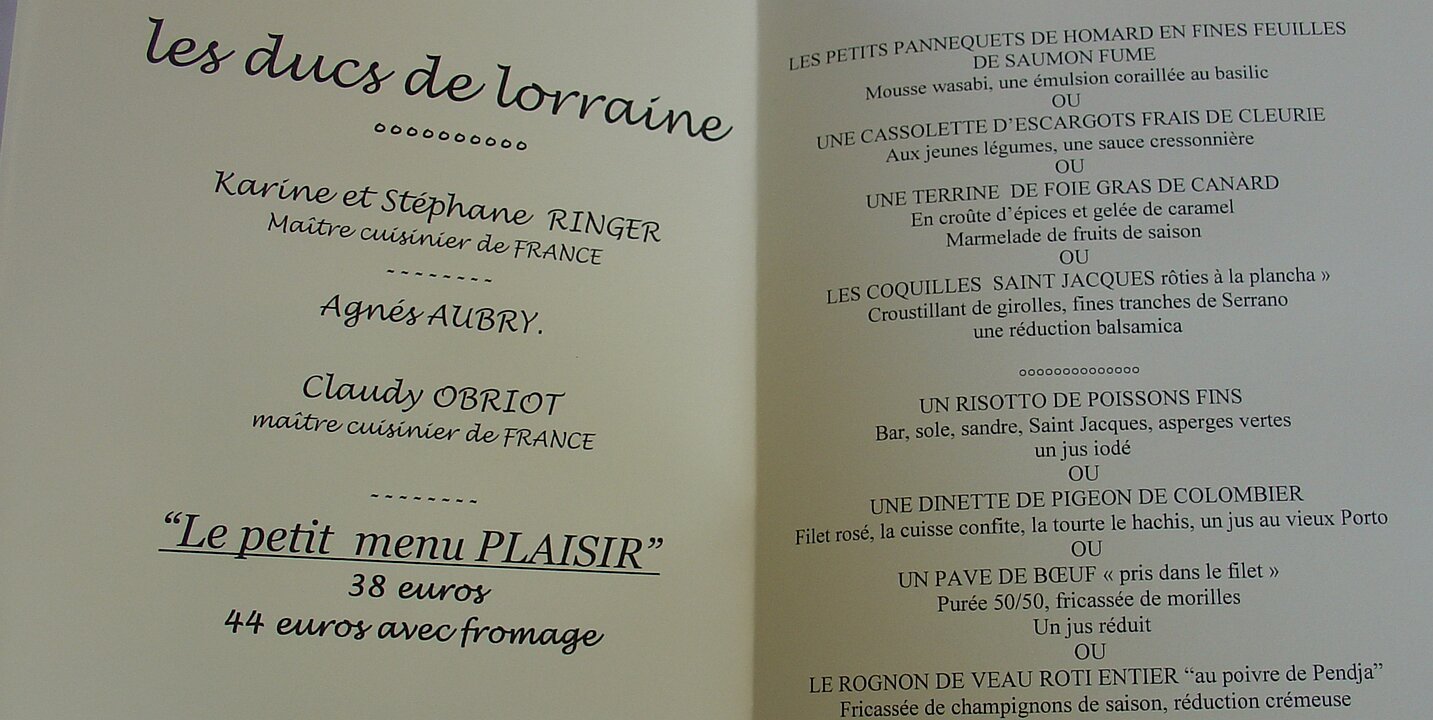 les ducs de lorraine
oooooooooo
Karine et Stéphane RINGER
Maître cuisinier de FRANCE
--------
Agnés AUBRY.
Claudy OBRIOT
maître cuisinier de FRANCE
--------
“Le petit menu PLAISIR”
38 euros
44 euros avec fromage
LES PETITS PANNEQUETS DE HOMARD EN FINES FEUILLES
DE SAUMON FUME
Mousse wasabi, une émulsion coraillée au basilic
OU
UNE CASSOLETTE D’ESCARGOTS FRAIS DE CLEURIE
Aux jeunes légumes, une sauce cressonnière
OU
UNE TERRINE DE FOIE GRAS DE CANARD
En croûte d’épices et gelée de caramel
Marmelade de fruits de saison
OU
LES COQUILLES SAINT JACQUES rôties à la plancha »
Croustillant de girolles, fines tranches de Serrano
une réduction balsamica
oooooooooooooo
UN RISOTTO DE POISSONS FINS
Bar, sole, sandre, Saint Jacques, asperges vertes
un jus iodé
OU
UNE DINETTE DE PIGEON DE COLOMBIER
Filet rosé, la cuisse confite, la tourte le hachis, un jus au vieux Porto
OU
UN PAVE DE BŒUF « pris dans le filet »
Purée 50/50, fricassée de morilles
Un jus réduit
OU
LE ROGNON DE VEAU ROTI ENTIER “au poivre de Pendja”
Fricassée de champignons de saison, réduction crémeuse